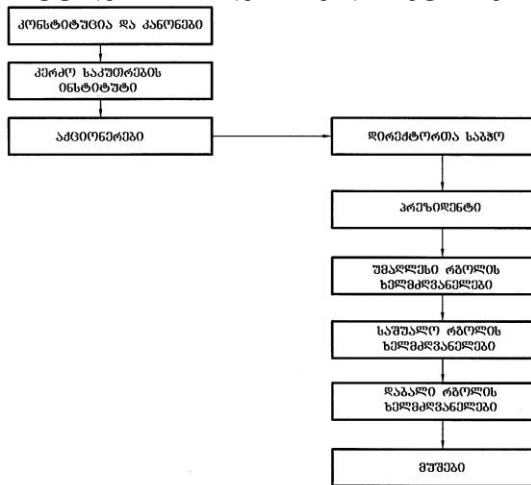 კონსტიტუცია და კანონები
კერძო საკუთრების
ინსტიტუტი
აქციონერები
დირექტორთა საბჭო
პრეზიდენტი
უმაღლესი რგოლის
ხელმძღვანელები
საშუალო რგოლის
ხელმძღვანელები
დაბალი რგოლის
ხელმძღვანელები
მუშები